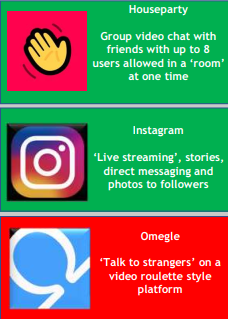 Houseparty
Group video chat with
friends with up to 8
users allowed in a ‘room’
at one time
Instagram
‘Live streaming’, stories,
direct messaging and
photos to followers
Omegle
‘Talk to strangers’ on a
video roulette style
platform